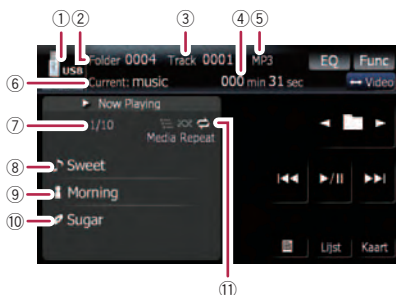 ① ② ③ ④ ⑤
USB Folder 0004 Track 0001 MP3 EQ Func
⑥ Current: music 000 min 31 sec Video
Now Playing
⑦ 1/10
Media Repeat
⑧ Sweet
⑨ Morning
⑩ Sugar
Lijst Kaart
⑪